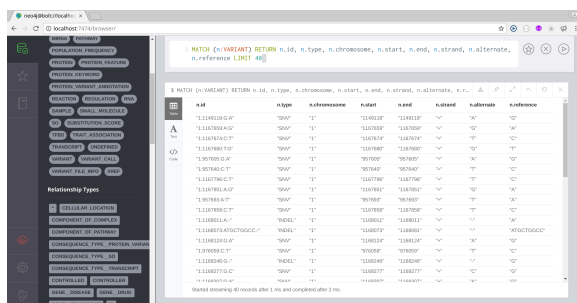 neo4j@bolt://localhos
localhost:7474/browser/
MIRNA PATHWAY
POPULATION_FREQUENCY
PROTEIN PROTEIN_FEATURE
PROTEIN_KEYWORD
PROTEIN_VARIANT_ANNOTATION
REACTION REGULATION RNA
SAMPLE SMALL_MOLECULE
SO SUBSTITUTION_SCORE
TFBS TRAIT_ASSOCIATION
TRANSCRIPT UNDEFINED
VARIANT VARIANT_CALL
VARIANT_FILE_INFO XREF
Relationship Types
* CELLULAR_LOCATION
COMPONENT_OF_COMPLEX
COMPONENT_OF_PATHWAY
CONSEQUENCE_TYPE__PROTEIN_VARIAN
CONSEQUENCE_TYPE__SO
CONSEQUENCE_TYPE__TRANSCRIPT
CONTROLLED CONTROLLER
GENE__DISEASE GENE__DRUG
$ MATCH (n:VARIANT) RETURN n.id, n.type, n.chromosome, n.start, n.end, n.strand, n.alternate,
n.reference LIMIT 40
$ MATCH (n:VARIANT) RETURN n.id, n.type, n.chromosome, n.start, n.end, n.strand, n.alternate, n.r…
Table
Text
Code
n.id n.type n.chromosome n.start n.end n.strand n.alternate n.reference
"1:1149118:G:A" "SNV" "1" "1149118" "1149118" "+" "A" "G"
"1:1167659:A:G" "SNV" "1" "1167659" "1167659" "+" "G" "A"
"1:1167674:C:T" "SNV" "1" "1167674" "1167674" "+" "T" "C"
"1:1167680:T:G" "SNV" "1" "1167680" "1167680" "+" "G" "T"
"1:957605:G:A" "SNV" "1" "957605" "957605" "+" "A" "G"
"1:957640:C:T" "SNV" "1" "957640" "957640" "+" "T" "C"
"1:1167796:C:T" "SNV" "1" "1167796" "1167796" "+" "T" "C"
"1:1167851:A:G" "SNV" "1" "1167851" "1167851" "+" "G" "A"
"1:957693:A:T" "SNV" "1" "957693" "957693" "+" "T" "A"
"1:1167858:C:T" "SNV" "1" "1167858" "1167858" "+" "T" "C"
"1:1168011:A:-" "INDEL" "1" "1168011" "1168011" "+" "-" "A"
"1:1168073:ATGCTGGCC:-" "INDEL" "1" "1168073" "1168081" "+" "-" "ATGCTGGCC"
"1:1168124:G:A" "SNV" "1" "1168124" "1168124" "+" "A" "G"
"1:976059:C:T" "SNV" "1" "976059" "976059" "+" "T" "C"
"1:1168246:G:-" "INDEL" "1" "1168246" "1168246" "+" "-" "G"
"1:1168277:G:C" "SNV" "1" "1168277" "1168277" "+" "C" "G"
Started streaming 40 records after 1 ms and completed after 2 ms.